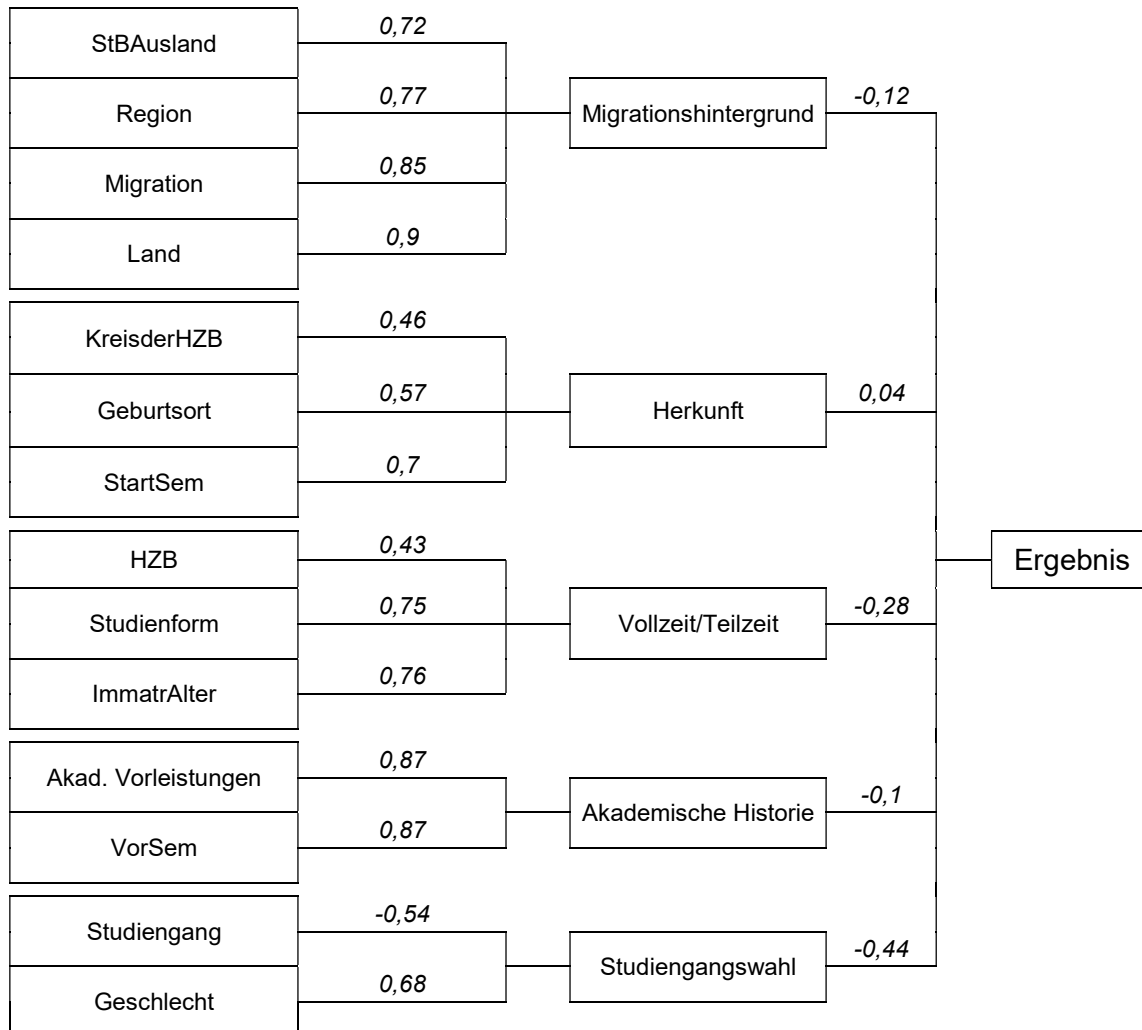 StBAusland
0,72
Region
0,77
Migrationshintergrund
-0,12
Migration
0,85
Land
0,9
KreisderHZB
0,46
Geburtsort
0,57
Herkunft
0,04
StartSem
0,7
HZB
0,43
Ergebnis
Studienform
0,75
Vollzeit/Teilzeit
-0,28
ImmatrAlter
0,76
Akad. Vorleistungen
0,87
Akademische Historie
-0,1
VorSem
0,87
Studiengang
-0,54
Studiengangswahl
-0,44
Geschlecht
0,68